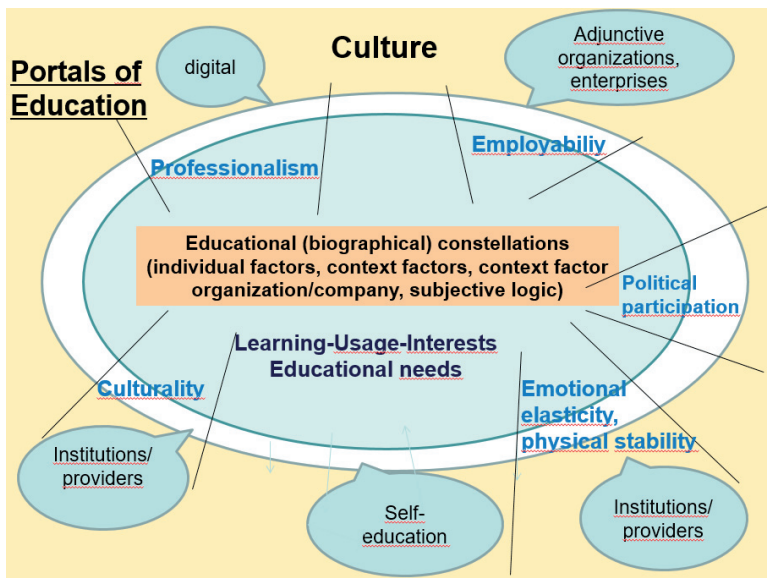 Culture
Adjunctive
organizations,
enterprises
digital
Portals of
Education
Employabiliy
Professionalism
Educational (biographical) constellations
(individual factors, context factors, context factor
organization/company, subjective logic)
Political
participation
Learning-Usage-Interests
Educational needs
Culturality
Emotional
elasticity,
physical stability
Institutions/
providers
Self-
education
Institutions/
providers